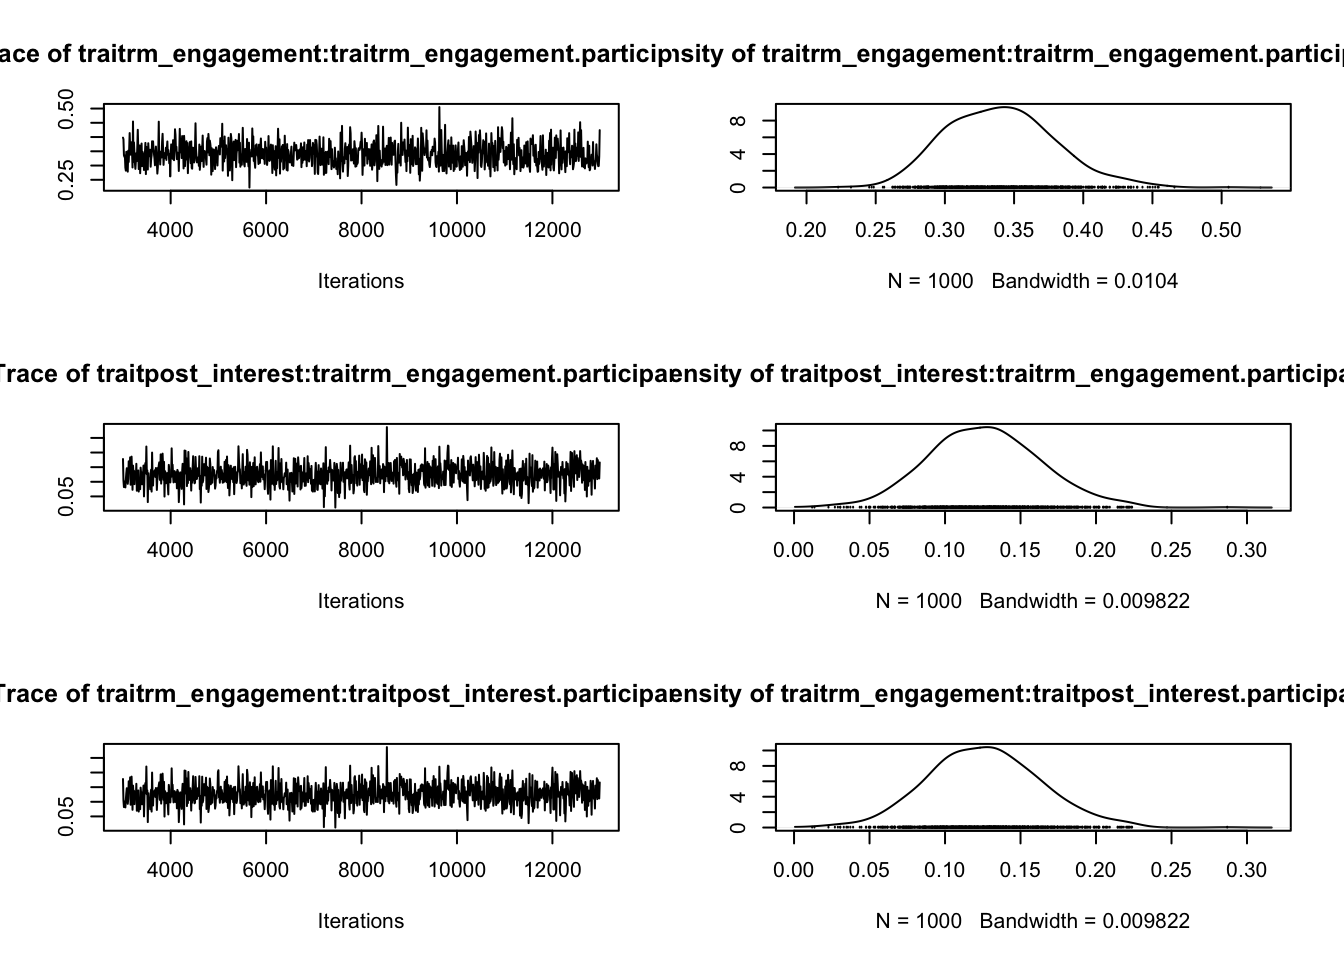 ace of traitrm_engagement:traitrm_engagement.particip
nsity of traitrm_engagement:traitrm_engagement.particip
0.25 0.50
4000 6000 8000 10000 12000
Iterations
0 4 8
0.20 0.25 0.30 0.35 0.40 0.45 0.50
N = 1000 Bandwidth = 0.0104
Trace of traitpost_interest:traitrm_engagement.participa
ensity of traitpost_interest:traitrm_engagement.participa
0.05
4000 6000 8000 10000 12000
Iterations
0 4 8
0.00 0.05 0.10 0.15 0.20 0.25 0.30
N = 1000 Bandwidth = 0.009822
Trace of traitrm_engagement:traitpost_interest.participa
ensity of traitrm_engagement:traitpost_interest.participa
0.05
4000 6000 8000 10000 12000
Iterations
0 4 8
0.00 0.05 0.10 0.15 0.20 0.25 0.30
N = 1000 Bandwidth = 0.009822